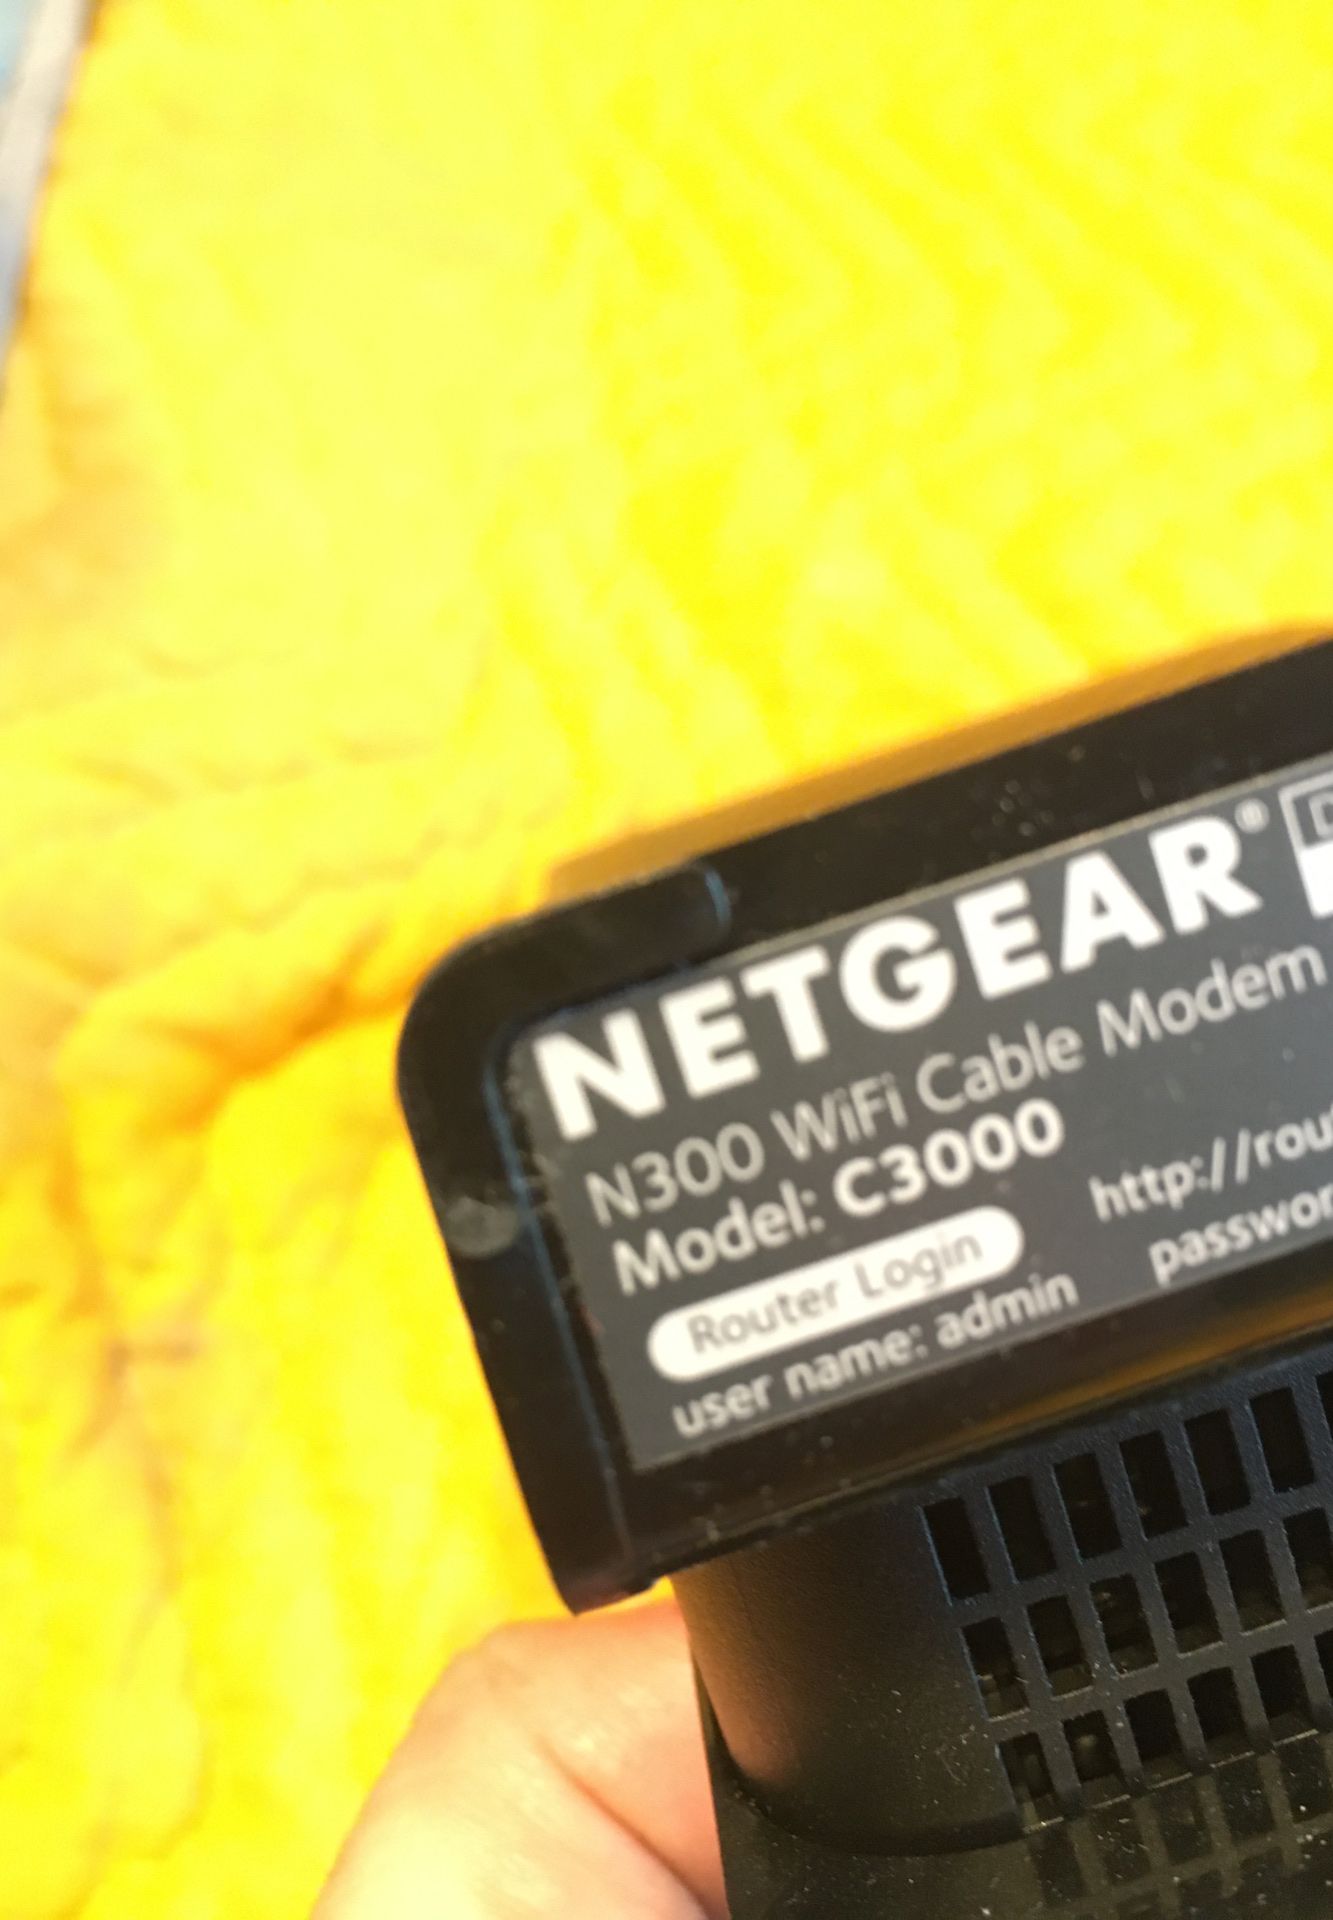 NETGEAR®
N300 WiFi Cable Modem
Model: C3000
Router Login http://rou
user name: admin passwor